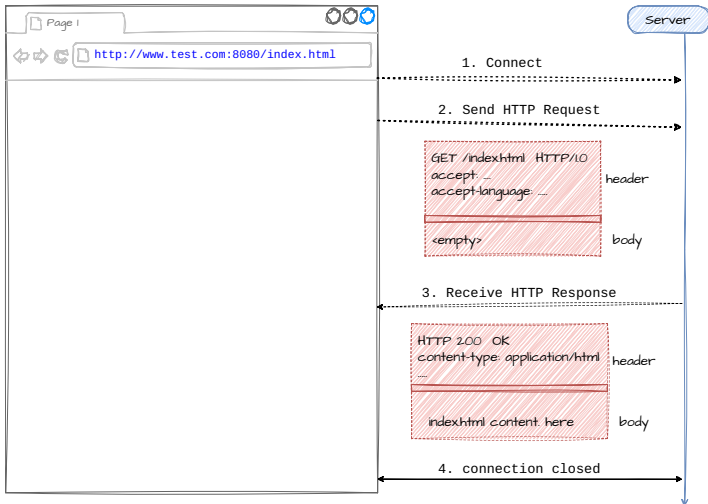 Page 1
Server
http://www.test.com:8080/index.html
1. Connect
2. Send HTTP Request
GET /index.html HTTP/1.0
accept: ....
accept-language: .....
header
<empty>
body
3. Receive HTTP Response
HTTP 200 OK
content-type: application/html
.....
header
index.html content. here
body
4. connection closed